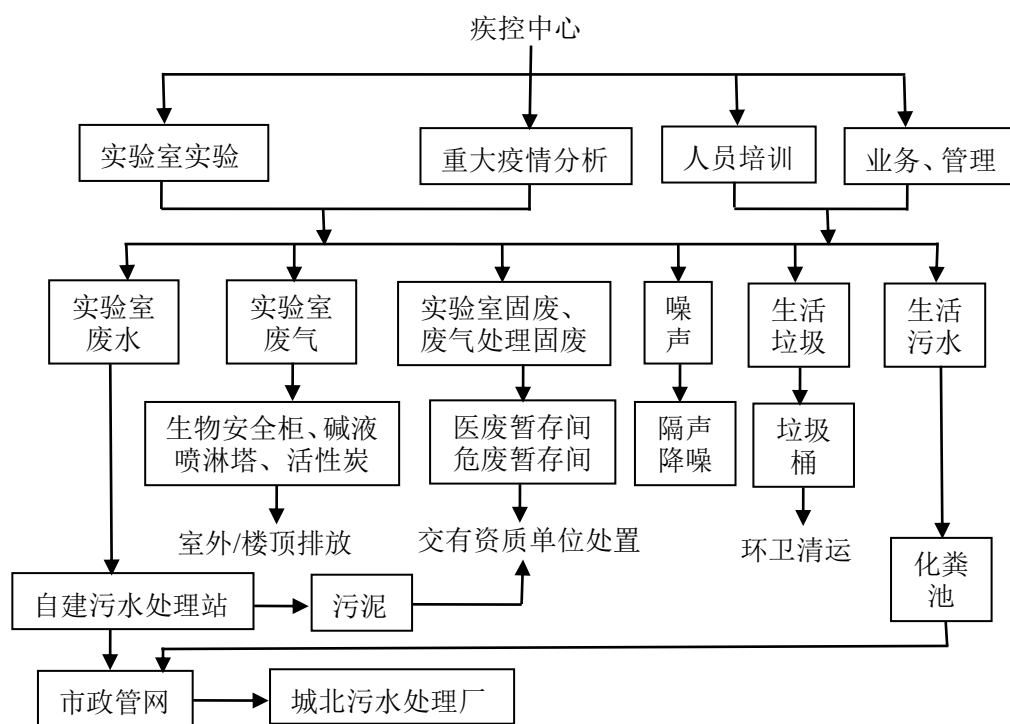 疾控中心
实验室实验
重大疫情分析
人员培训
业务、管理
实验室
废水
实验室
废气
实验室固废、
废气处理固废
噪
声
生活
垃圾
生活
污水
生物安全柜、碱液
喷淋塔、活性炭
医废暂存间
危废暂存间
隔声
降噪
垃圾
桶
室外/楼顶排放
交有资质单位处置
环卫清运
化粪
池
自建污水处理站
污泥
市政管网
城北污水处理厂